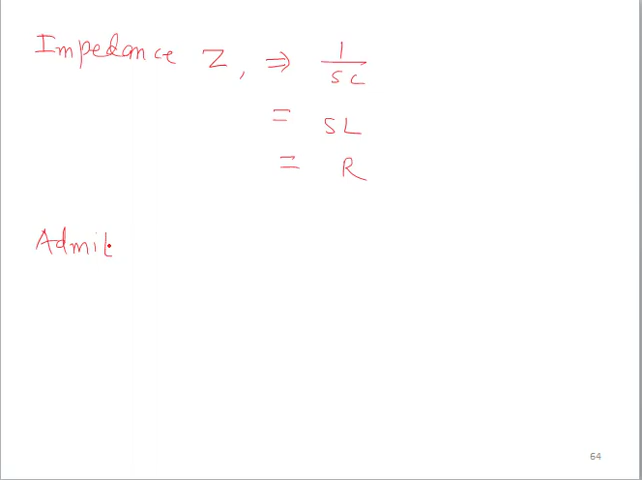 Impedance Z, ⇒ 1/SC
= SL
= R
Admit
64